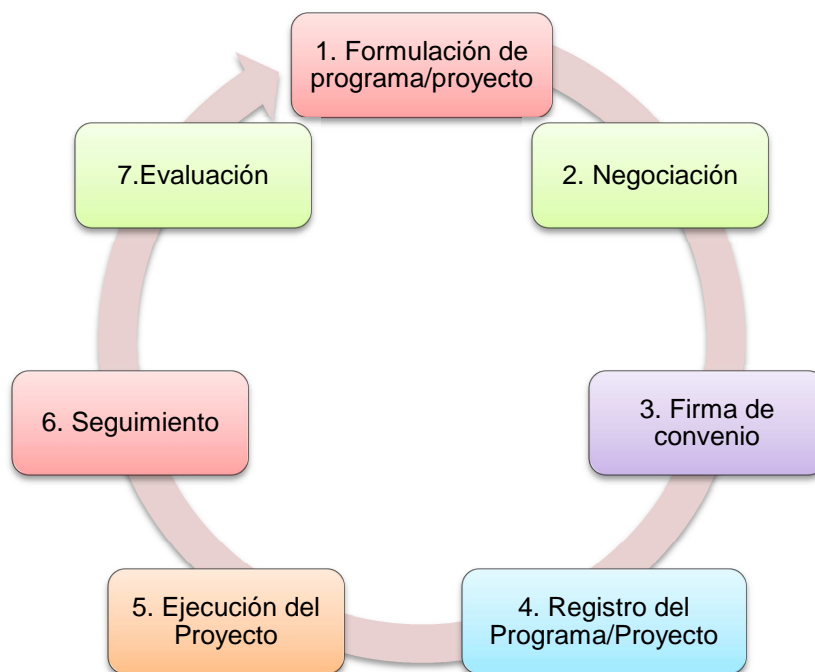 1. Formulación de
programa/proyecto
2. Negociación
3. Firma de
convenio
4. Registro del
Programa/Proyecto
5. Ejecución del
Proyecto
6. Seguimiento
7.Evaluación